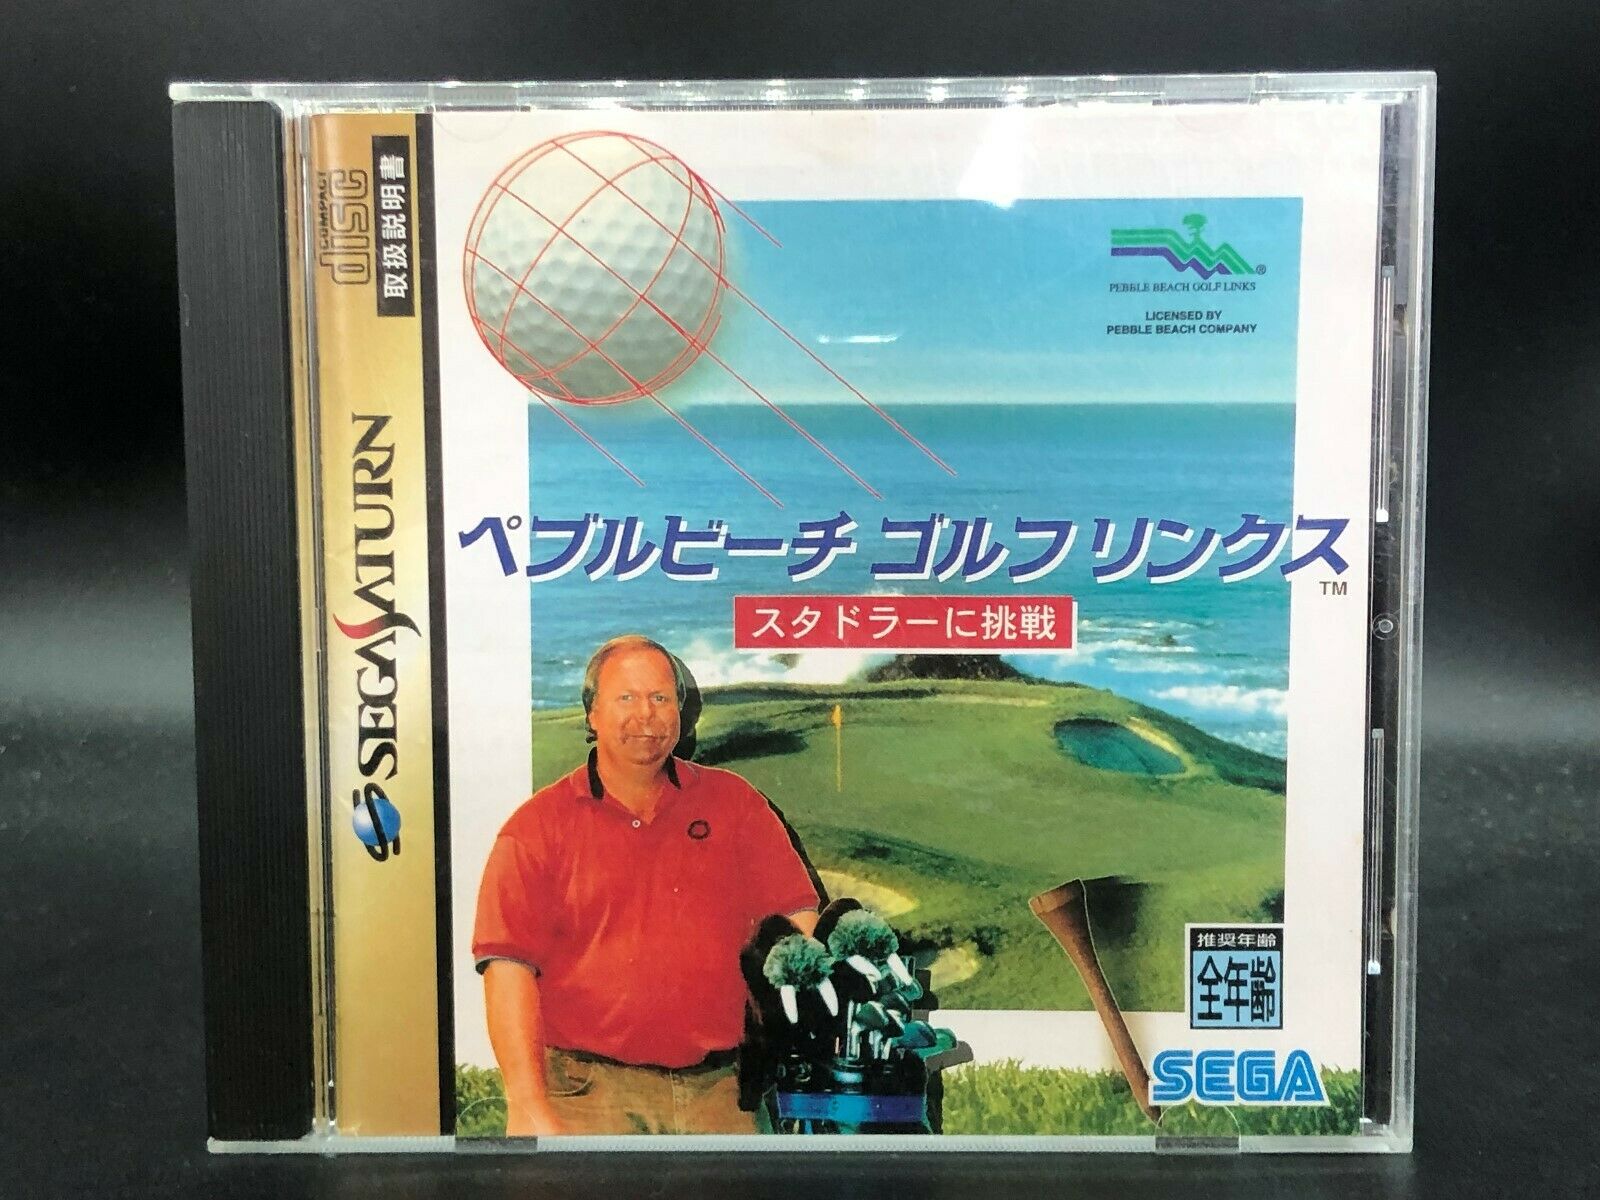 COMPACT
disc
取扱説明書
SEGA SATURN
PEBBLE BEACH GOLF LINKS
®
LICENSED BY
PEBBLE BEACH COMPANY
ペブルビーチ ゴルフリンクス
TM
スタドラーに挑戦
推奨年齢
全年齢
SEGA